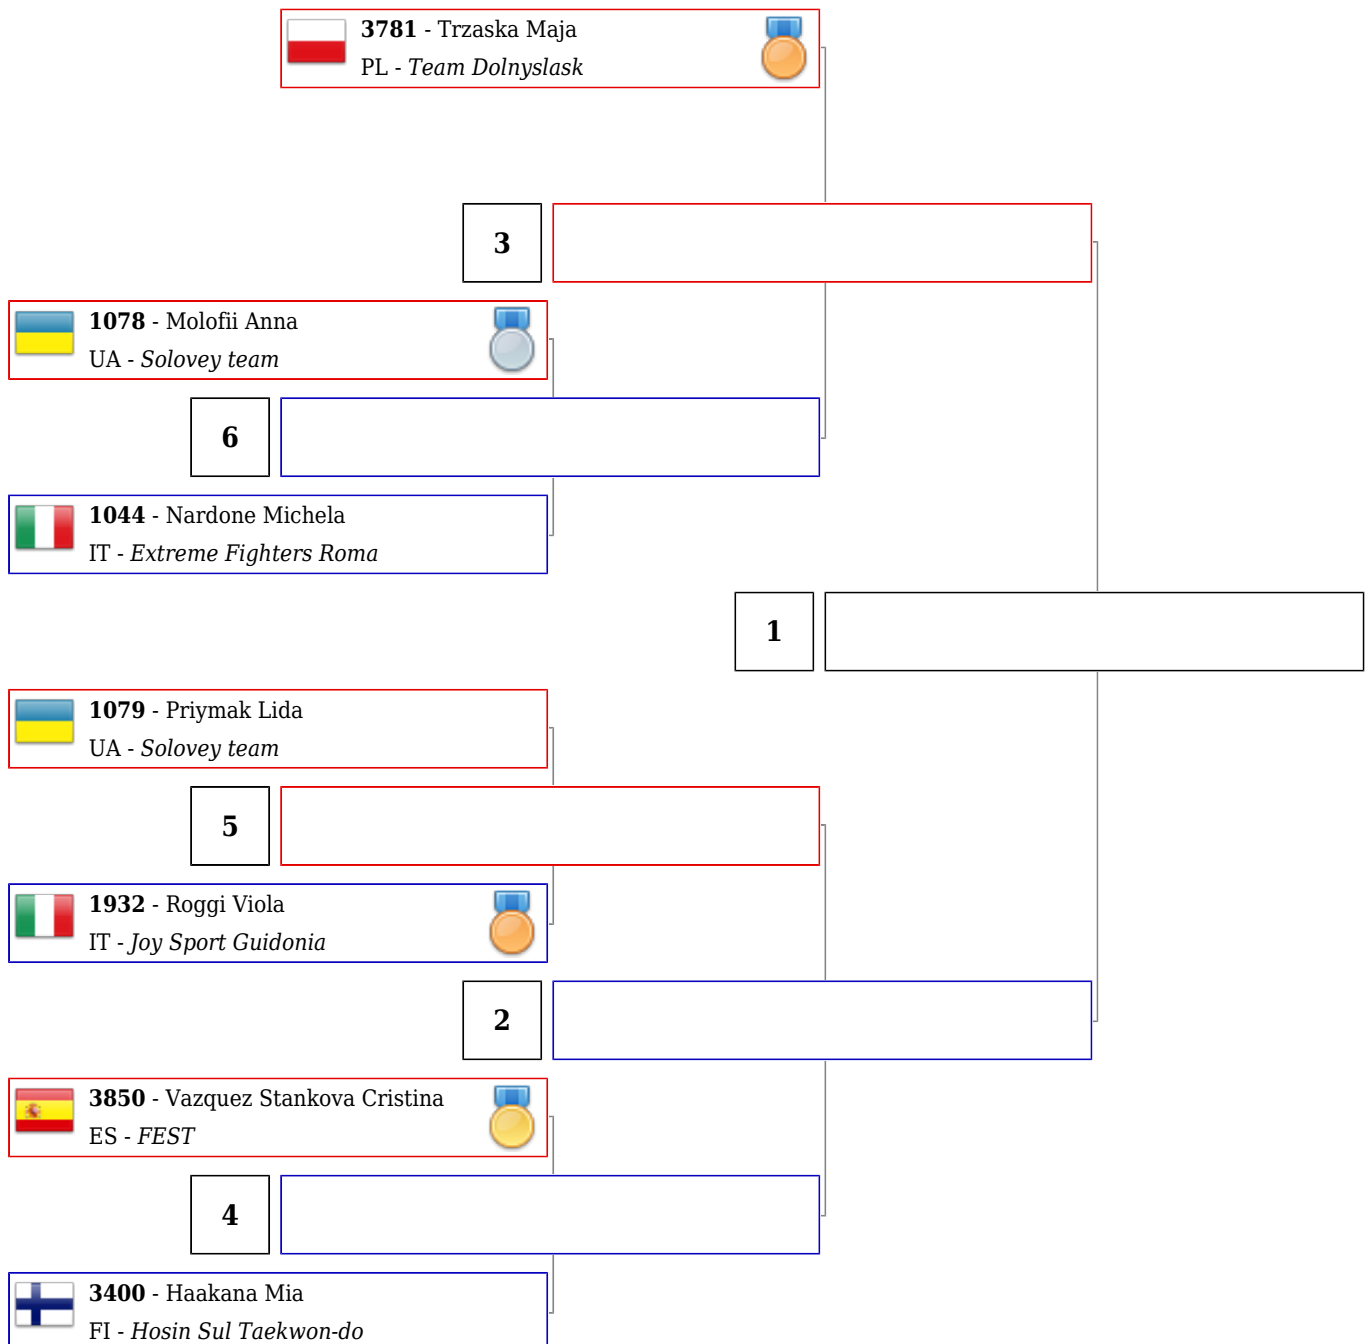 3781 - Trzaska Maja
PL - Team Dolnyslask
3
1078 - Molofii Anna
UA - Solovey team
6
1044 - Nardone Michela
IT - Extreme Fighters Roma
1
1079 - Priymak Lida
UA - Solovey team
5
1932 - Roggi Viola
IT - Joy Sport Guidonia
2
3850 - Vazquez Stankova Cristina
ES - FEST
4
3400 - Haakana Mia
FI - Hosin Sul Taekwon-do